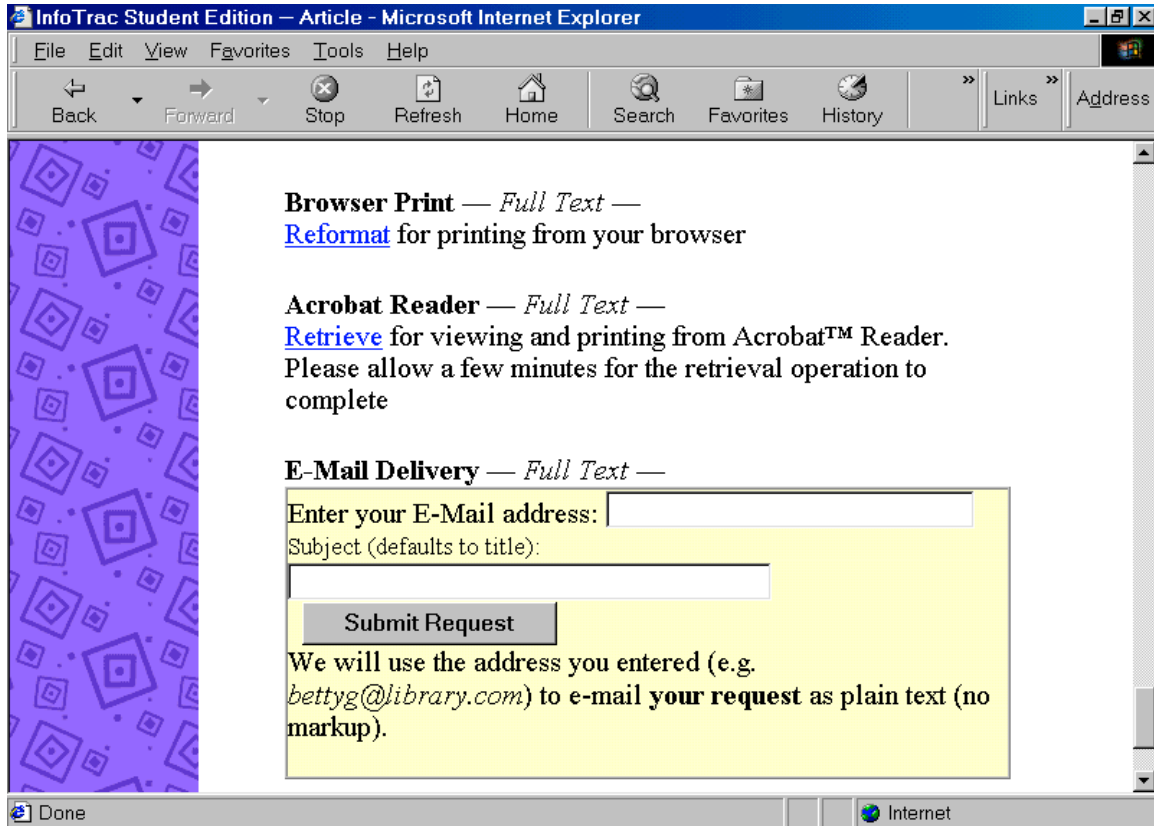 InfoTrac Student Edition — Article - Microsoft Internet Explorer
File Edit View Favorites Tools Help
Back Forward Stop Refresh Home Search Favorites History » Links » Address
Browser Print — Full Text —
Reformat for printing from your browser
Acrobat Reader — Full Text —
Retrieve for viewing and printing from Acrobat™ Reader.
Please allow a few minutes for the retrieval operation to
complete
E-Mail Delivery — Full Text —
Enter your E-Mail address:
Subject (defaults to title):
Submit Request
We will use the address you entered (e.g.
bettyg@library.com) to e-mail your request as plain text (no
markup).
Done Internet